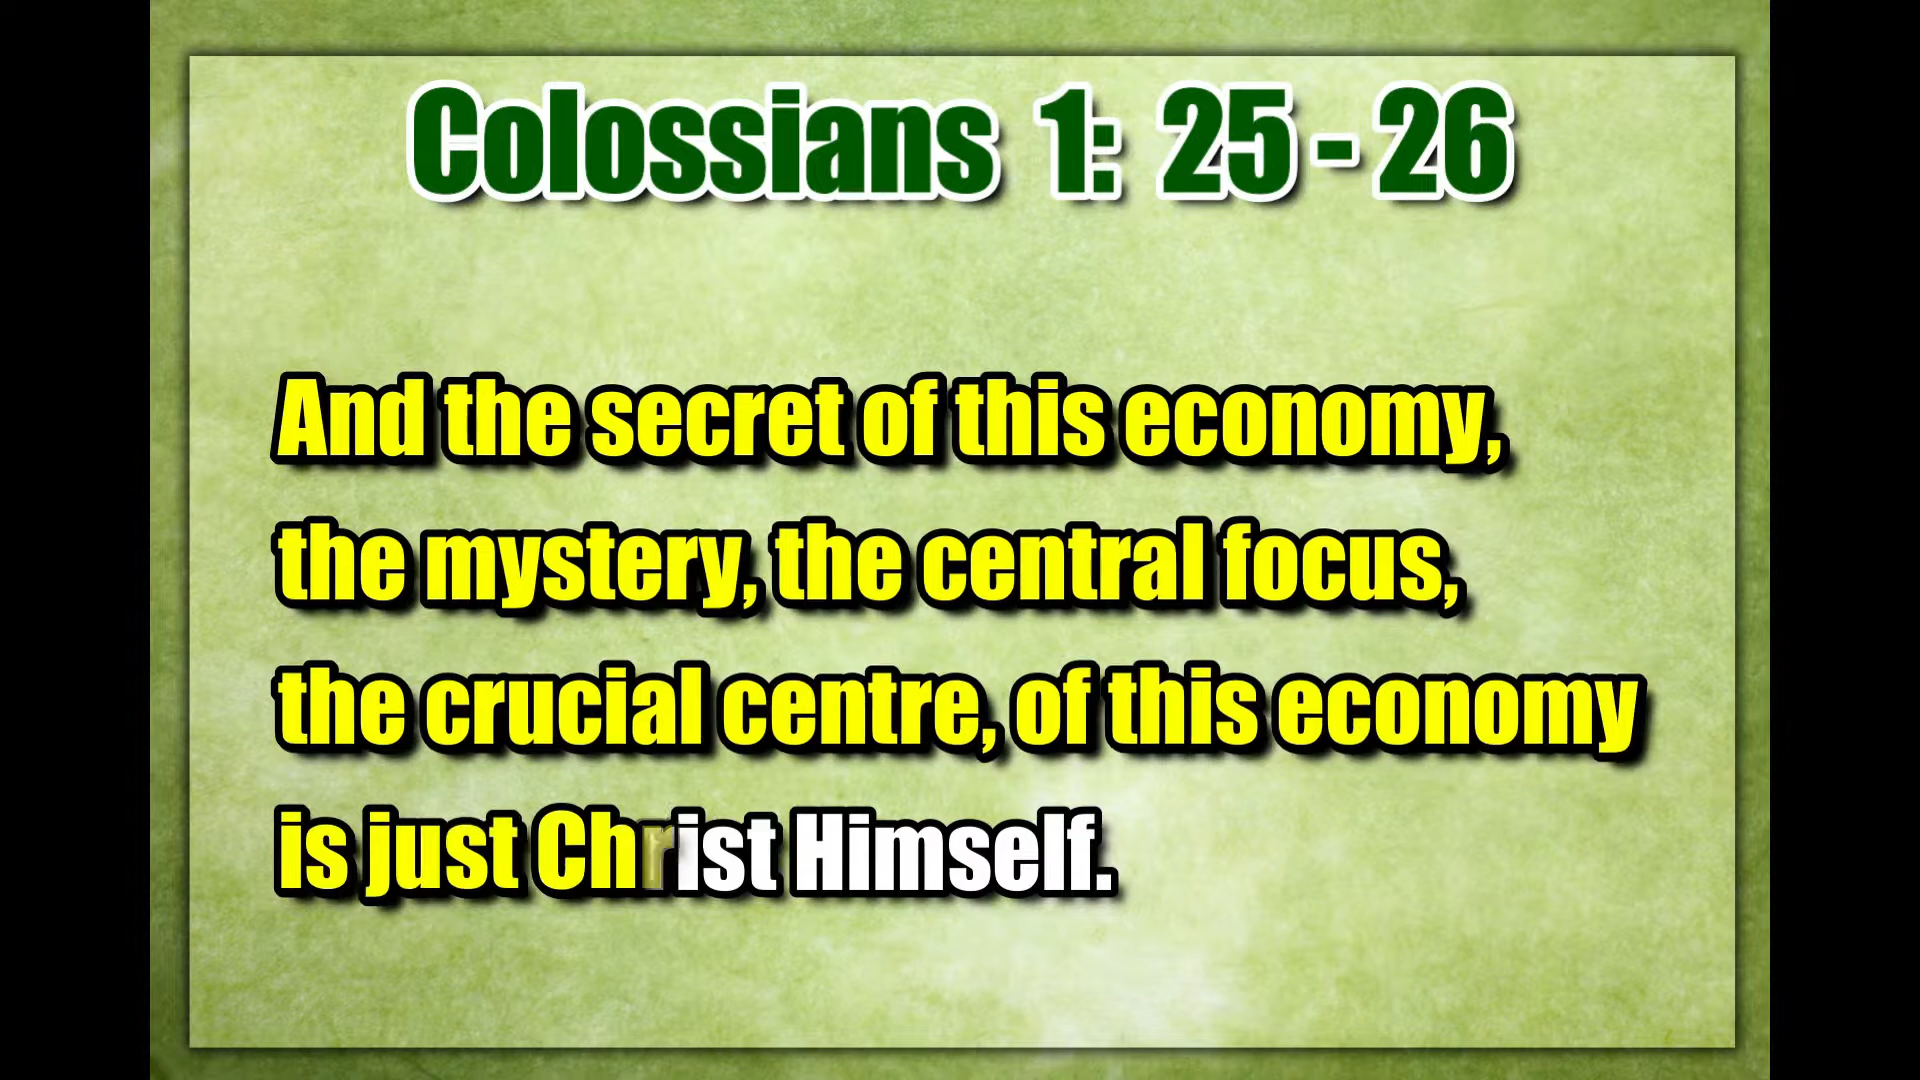 Colossians 1: 25 - 26
And the secret of this economy,
the mystery, the central focus,
the crucial centre, of this economy
is just Christ Himself.